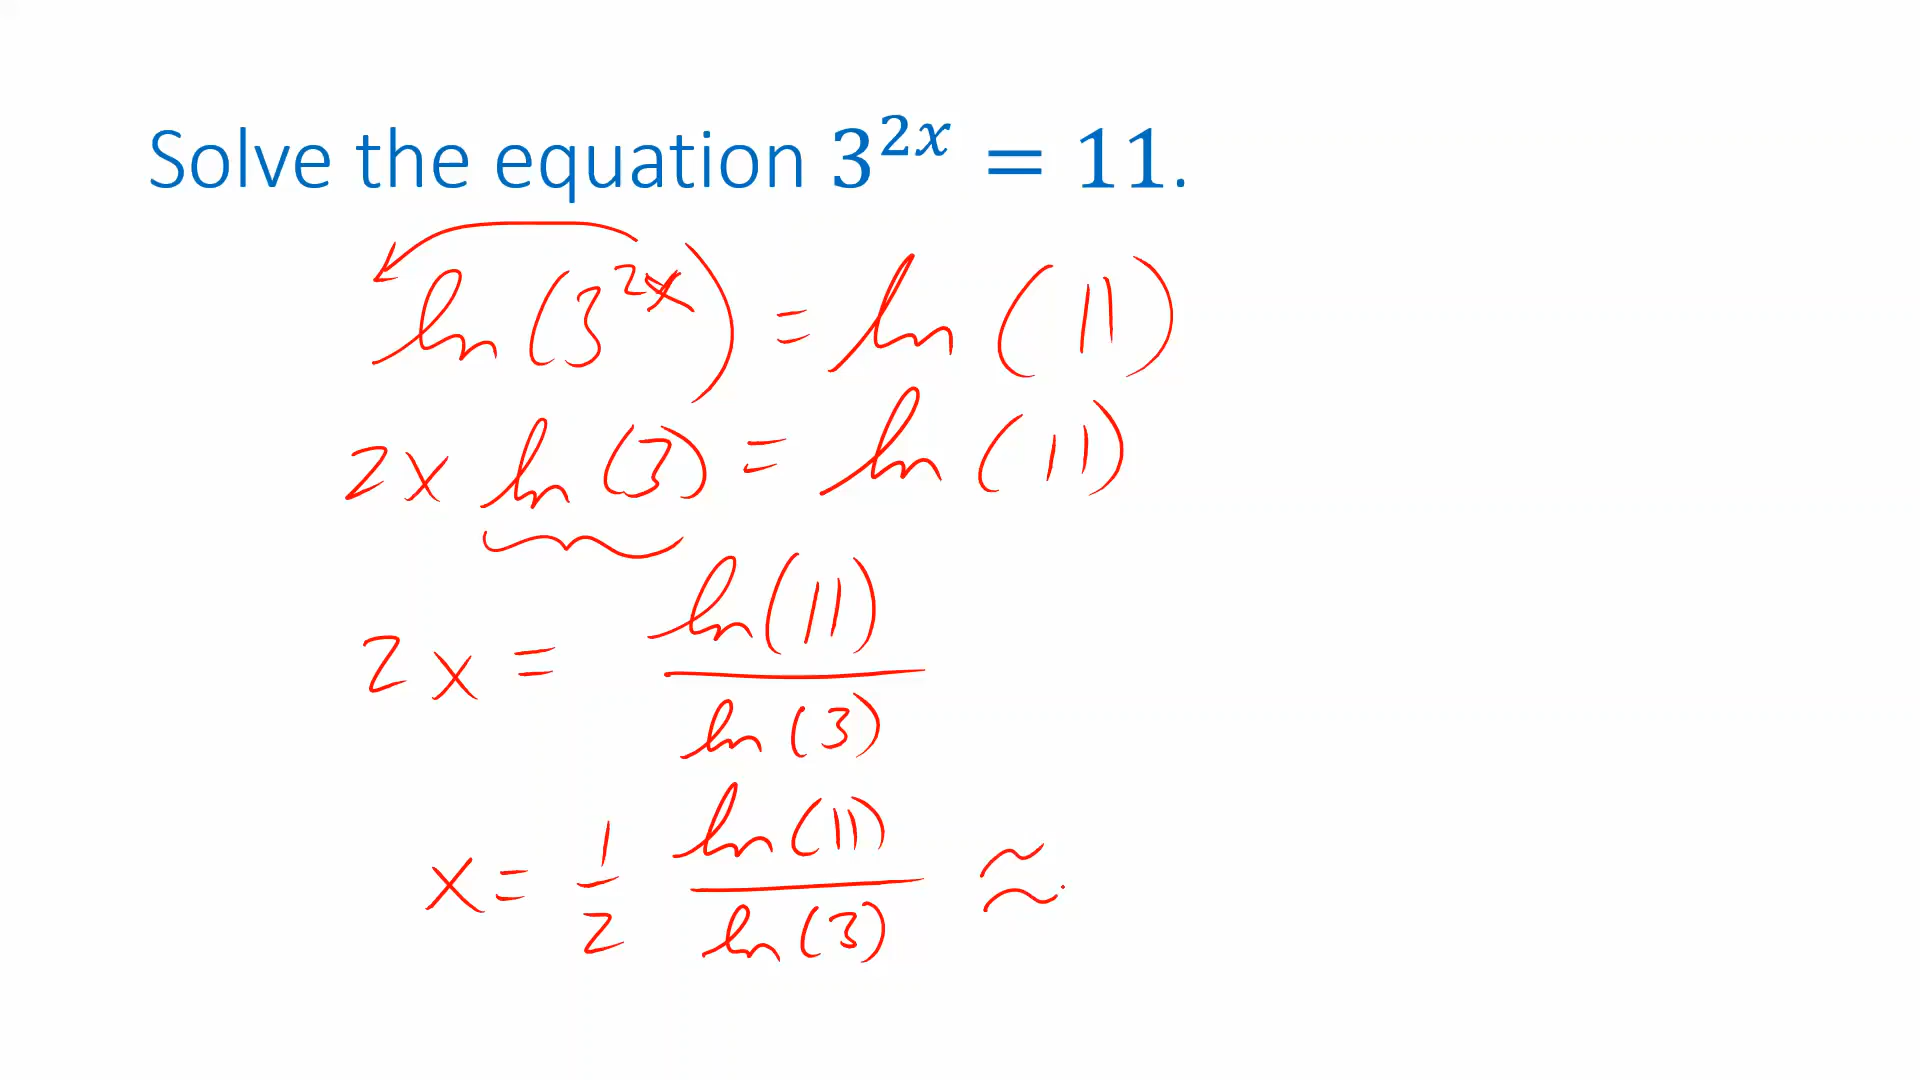 Solve the equation 3^{2x} = 11.
ln(3^{2x}) = ln(11)
2x ln(3) = ln(11)
2x = ln(11)/ln(3)
x = 1/2 ln(11)/ln(3) ≈